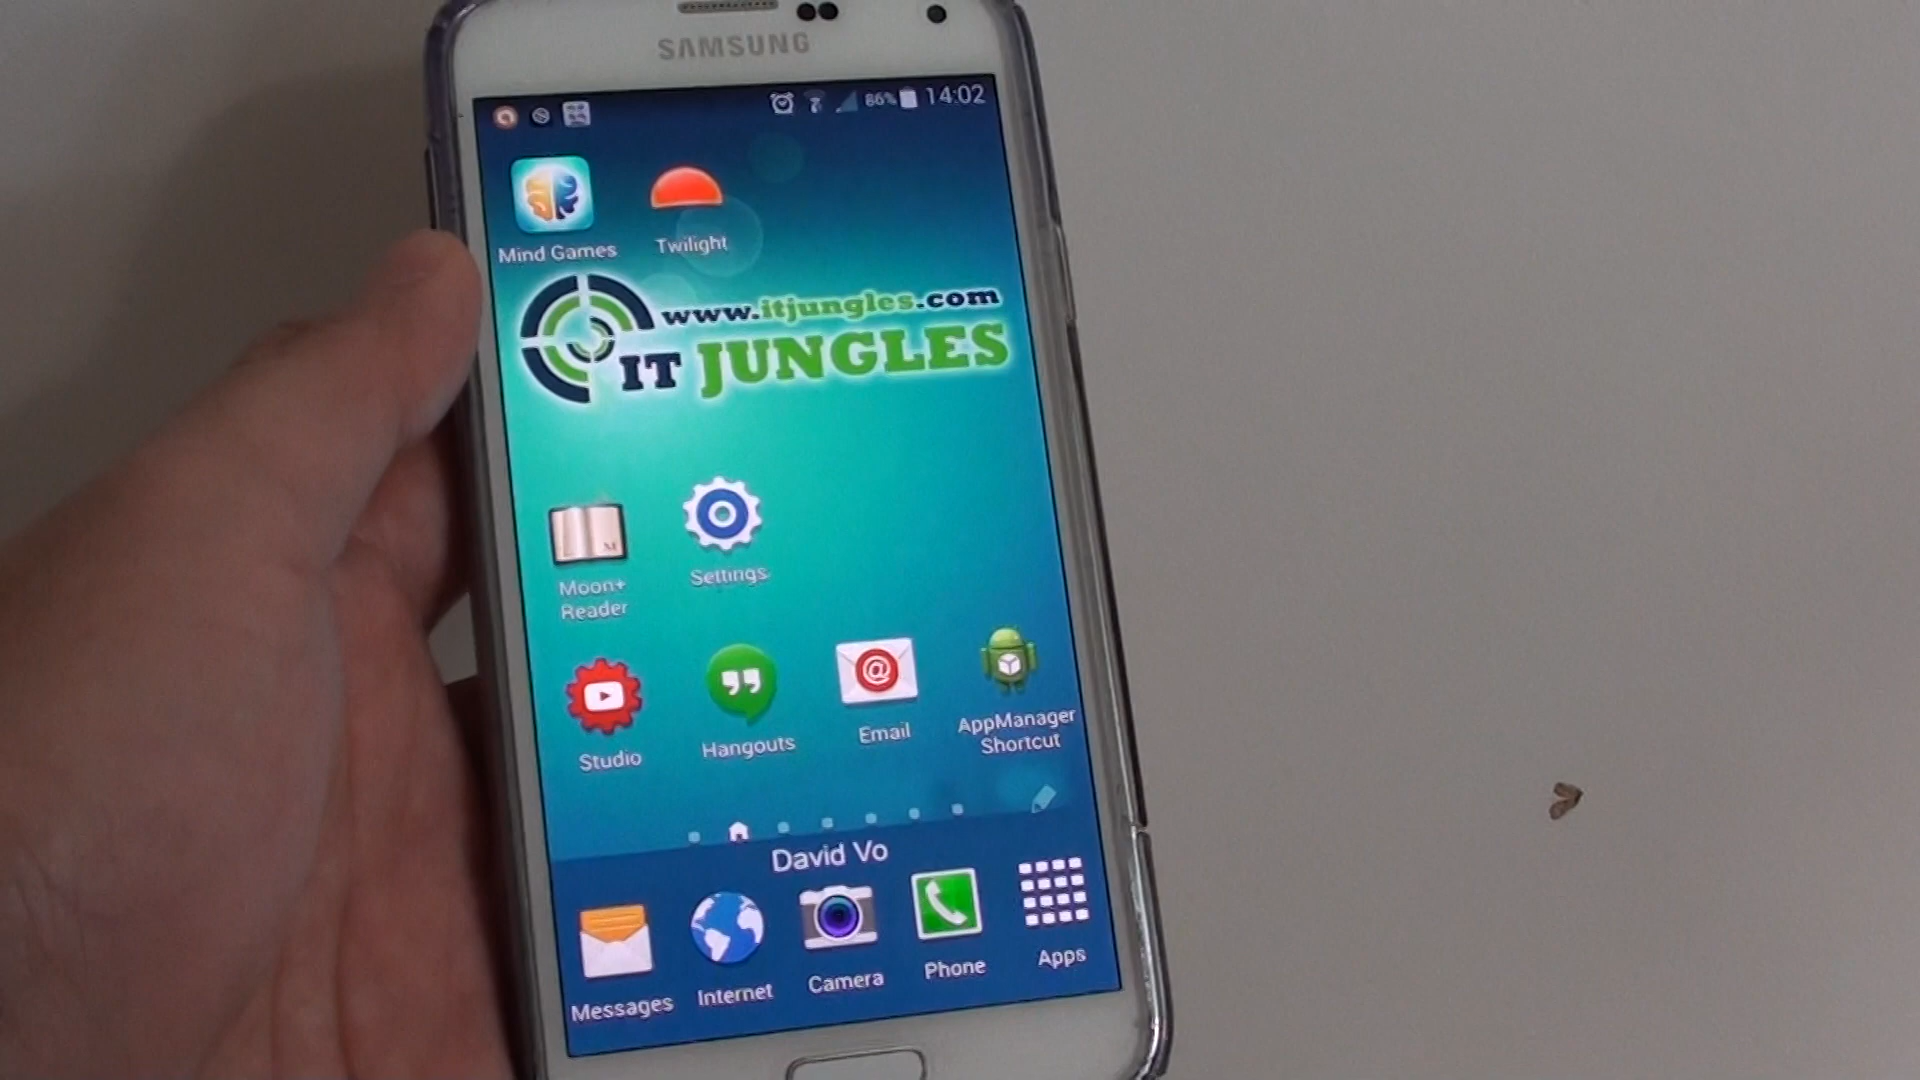 SAMSUNG
86% 14:02
Mind Games
Twilight
www.itjungles.com
IT JUNGLES
Moon+
Reader
M
Settings
Studio
Hangouts
@
Email
AppManager
Shortcut
David Vo
Messages
Internet
Camera
Phone
Apps